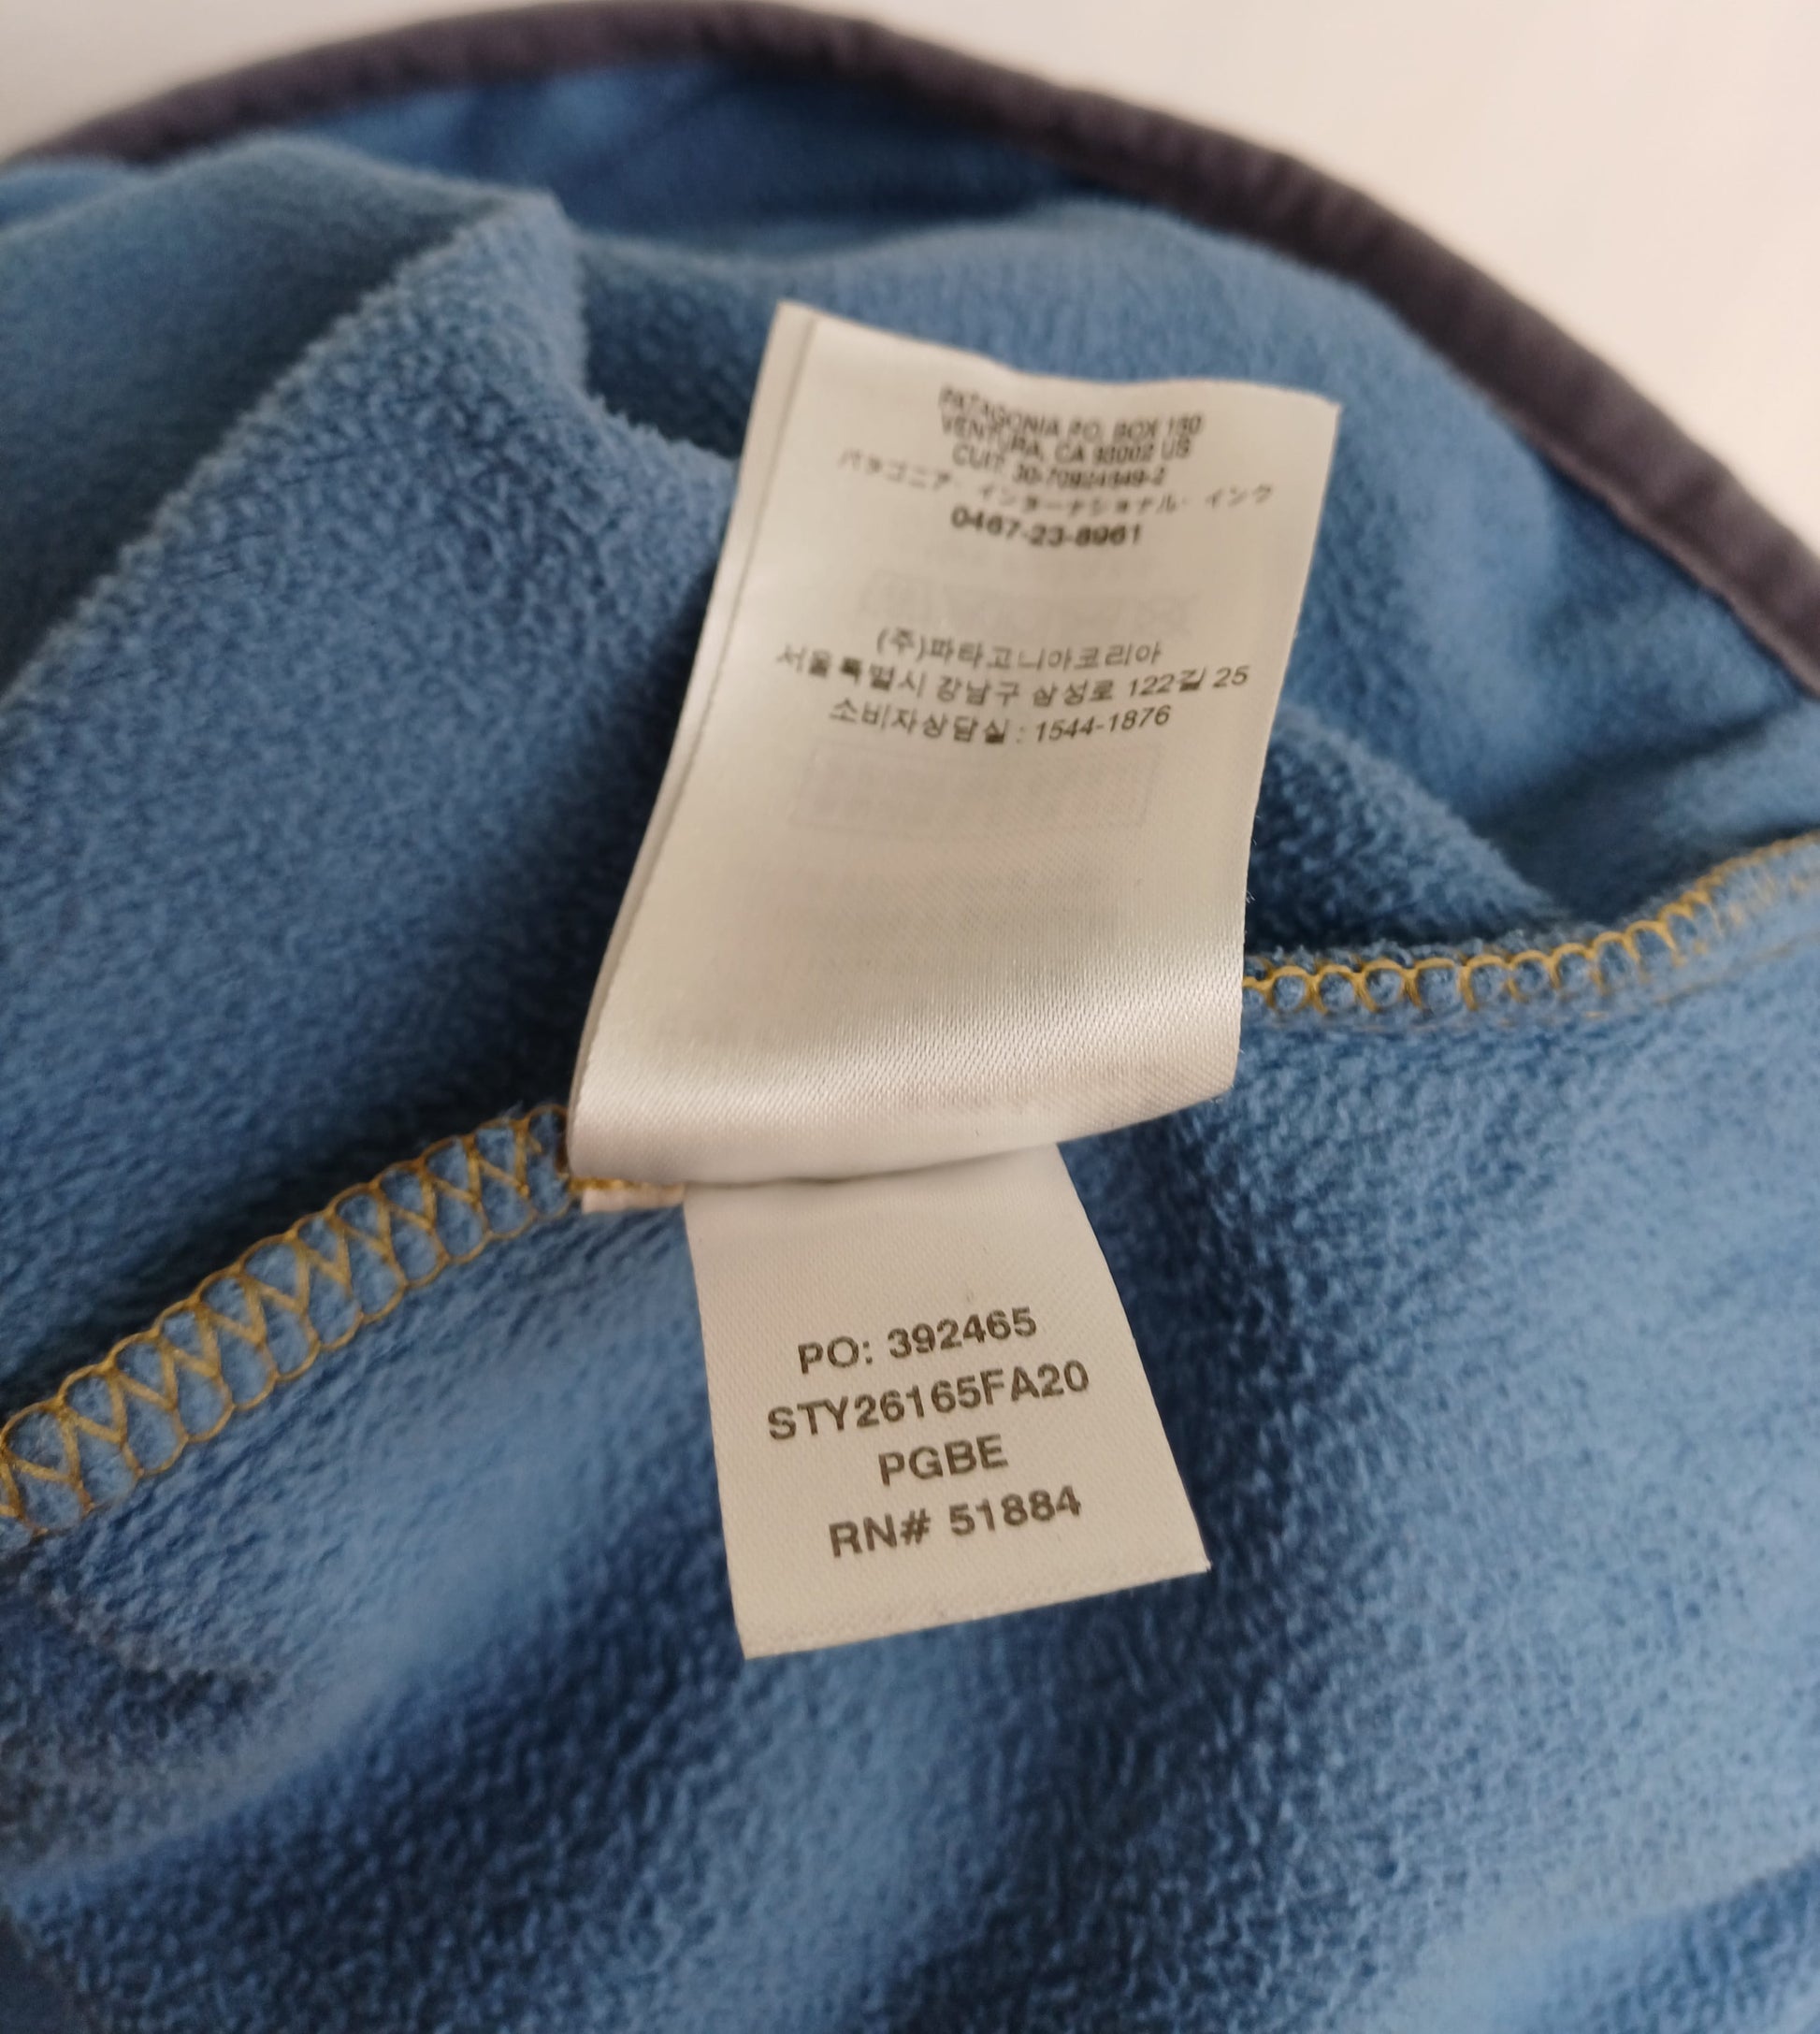 PATAGONIA P.O. BOX 150
VENTURA, CA 93002 US
CUIT: 30-70924949-2
パタゴニア・インターナショナル・インク
0467-23-8961
(주)파타고니아코리아
서울특별시 강남구 삼성로 122길 25
소비자상담실 : 1544-1876
PO: 392465
STY26165FA20
PGBE
RN# 51884